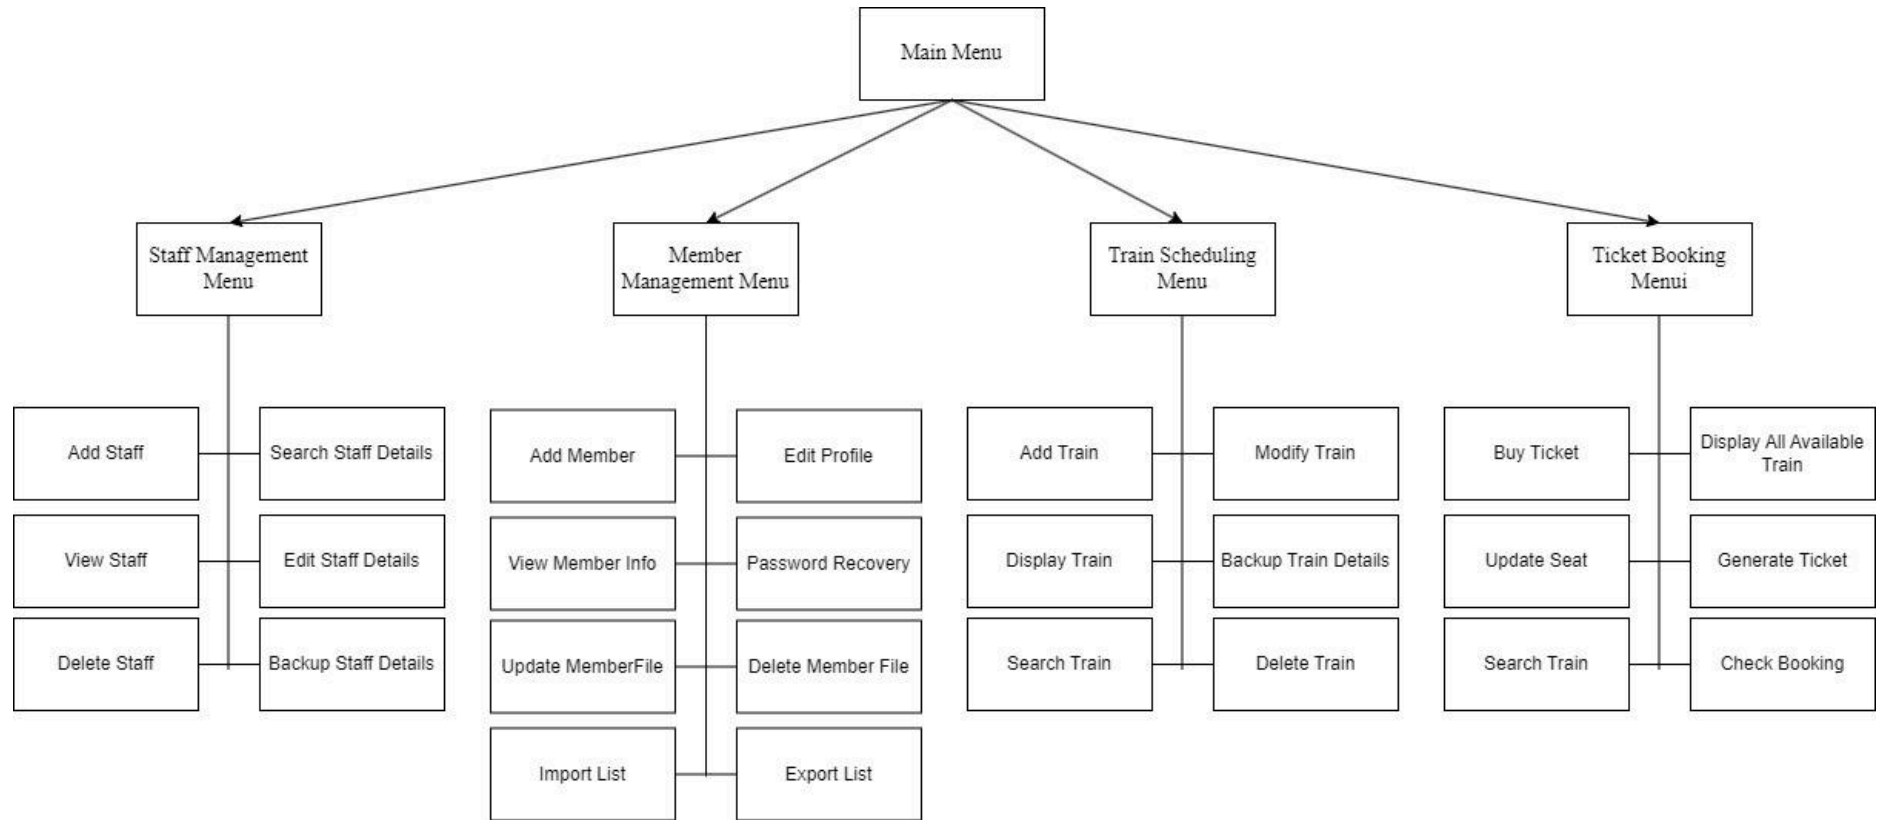 Main Menu
Staff Management
Menu
Member
Management Menu
Train Scheduling
Menu
Ticket Booking
Menui
Add Staff
Search Staff Details
View Staff
Edit Staff Details
Delete Staff
Backup Staff Details
Add Member
Edit Profile
View Member Info
Password Recovery
Update MemberFile
Delete Member File
Import List
Export List
Add Train
Modify Train
Display Train
Backup Train Details
Search Train
Delete Train
Buy Ticket
Display All Available
Train
Update Seat
Generate Ticket
Search Train
Check Booking